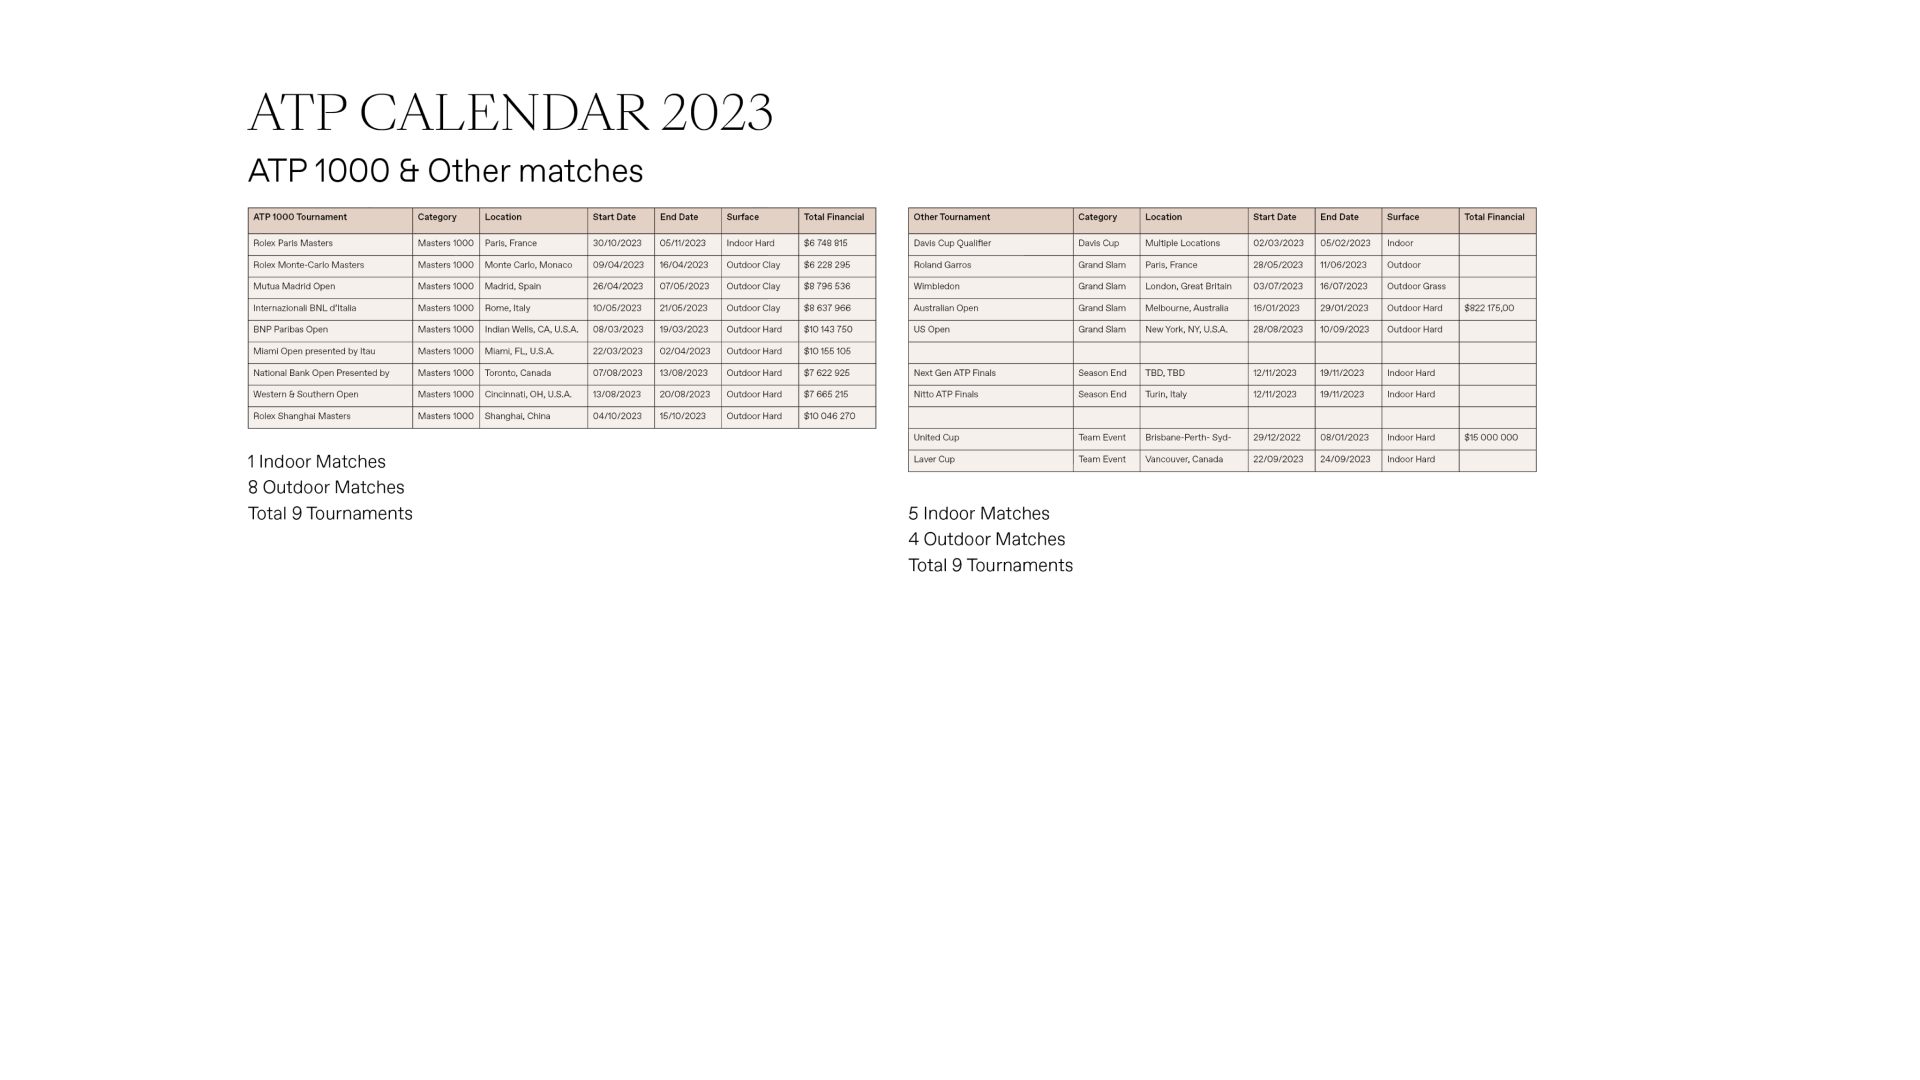 ATP CALENDAR 2023
ATP 1000 & Other matches
ATP 1000 Tournament Category Location Start Date End Date Surface Total Financial
Rolex Paris Masters Masters 1000 Paris, France 30/10/2023 05/11/2023 Indoor Hard $6 748 815
Rolex Monte-Carlo Masters Masters 1000 Monte Carlo, Monaco 09/04/2023 16/04/2023 Outdoor Clay $6 228 295
Mutua Madrid Open Masters 1000 Madrid, Spain 26/04/2023 07/05/2023 Outdoor Clay $8 796 536
Internazionali BNL d'Italia Masters 1000 Rome, Italy 10/05/2023 21/05/2023 Outdoor Clay $8 637 966
BNP Paribas Open Masters 1000 Indian Wells, CA, U.S.A. 08/03/2023 19/03/2023 Outdoor Hard $10 143 750
Miami Open presented by Itau Masters 1000 Miami, FL, U.S.A. 22/03/2023 02/04/2023 Outdoor Hard $10 155 105
National Bank Open Presented by Masters 1000 Toronto, Canada 07/08/2023 13/08/2023 Outdoor Hard $7 622 925
Western & Southern Open Masters 1000 Cincinnati, OH, U.S.A. 13/08/2023 20/08/2023 Outdoor Hard $7 665 215
Rolex Shanghai Masters Masters 1000 Shanghai, China 04/10/2023 15/10/2023 Outdoor Hard $10 046 270
1 Indoor Matches
8 Outdoor Matches
Total 9 Tournaments
Other Tournament Category Location Start Date End Date Surface Total Financial
Davis Cup Qualifier Davis Cup Multiple Locations 02/03/2023 05/02/2023 Indoor
Roland Garros Grand Slam Paris, France 28/05/2023 11/06/2023 Outdoor
Wimbledon Grand Slam London, Great Britain 03/07/2023 16/07/2023 Outdoor Grass
Australian Open Grand Slam Melbourne, Australia 16/01/2023 29/01/2023 Outdoor Hard $822 175,00
US Open Grand Slam New York, NY, U.S.A. 28/08/2023 10/09/2023 Outdoor Hard
Next Gen ATP Finals Season End TBD, TBD 12/11/2023 19/11/2023 Indoor Hard
Nitto ATP Finals Season End Turin, Italy 12/11/2023 19/11/2023 Indoor Hard
United Cup Team Event Brisbane-Perth- Syd- 29/12/2022 08/01/2023 Indoor Hard $15 000 000
Laver Cup Team Event Vancouver, Canada 22/09/2023 24/09/2023 Indoor Hard
5 Indoor Matches
4 Outdoor Matches
Total 9 Tournaments